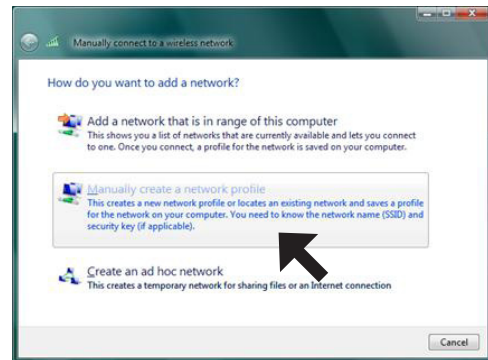 Manually connect to a wireless network
How do you want to add a network?
Add a network that is in range of this computer
This shows you a list of networks that are currently available and lets you connect
to one. Once you connect, a profile for the network is saved on your computer.
Manually create a network profile
This creates a new network profile or locates an existing network and saves a profile
for the network on your computer. You need to know the network name (SSID) and
security key (if applicable).
Create an ad hoc network
This creates a temporary network for sharing files or an Internet connection
Cancel